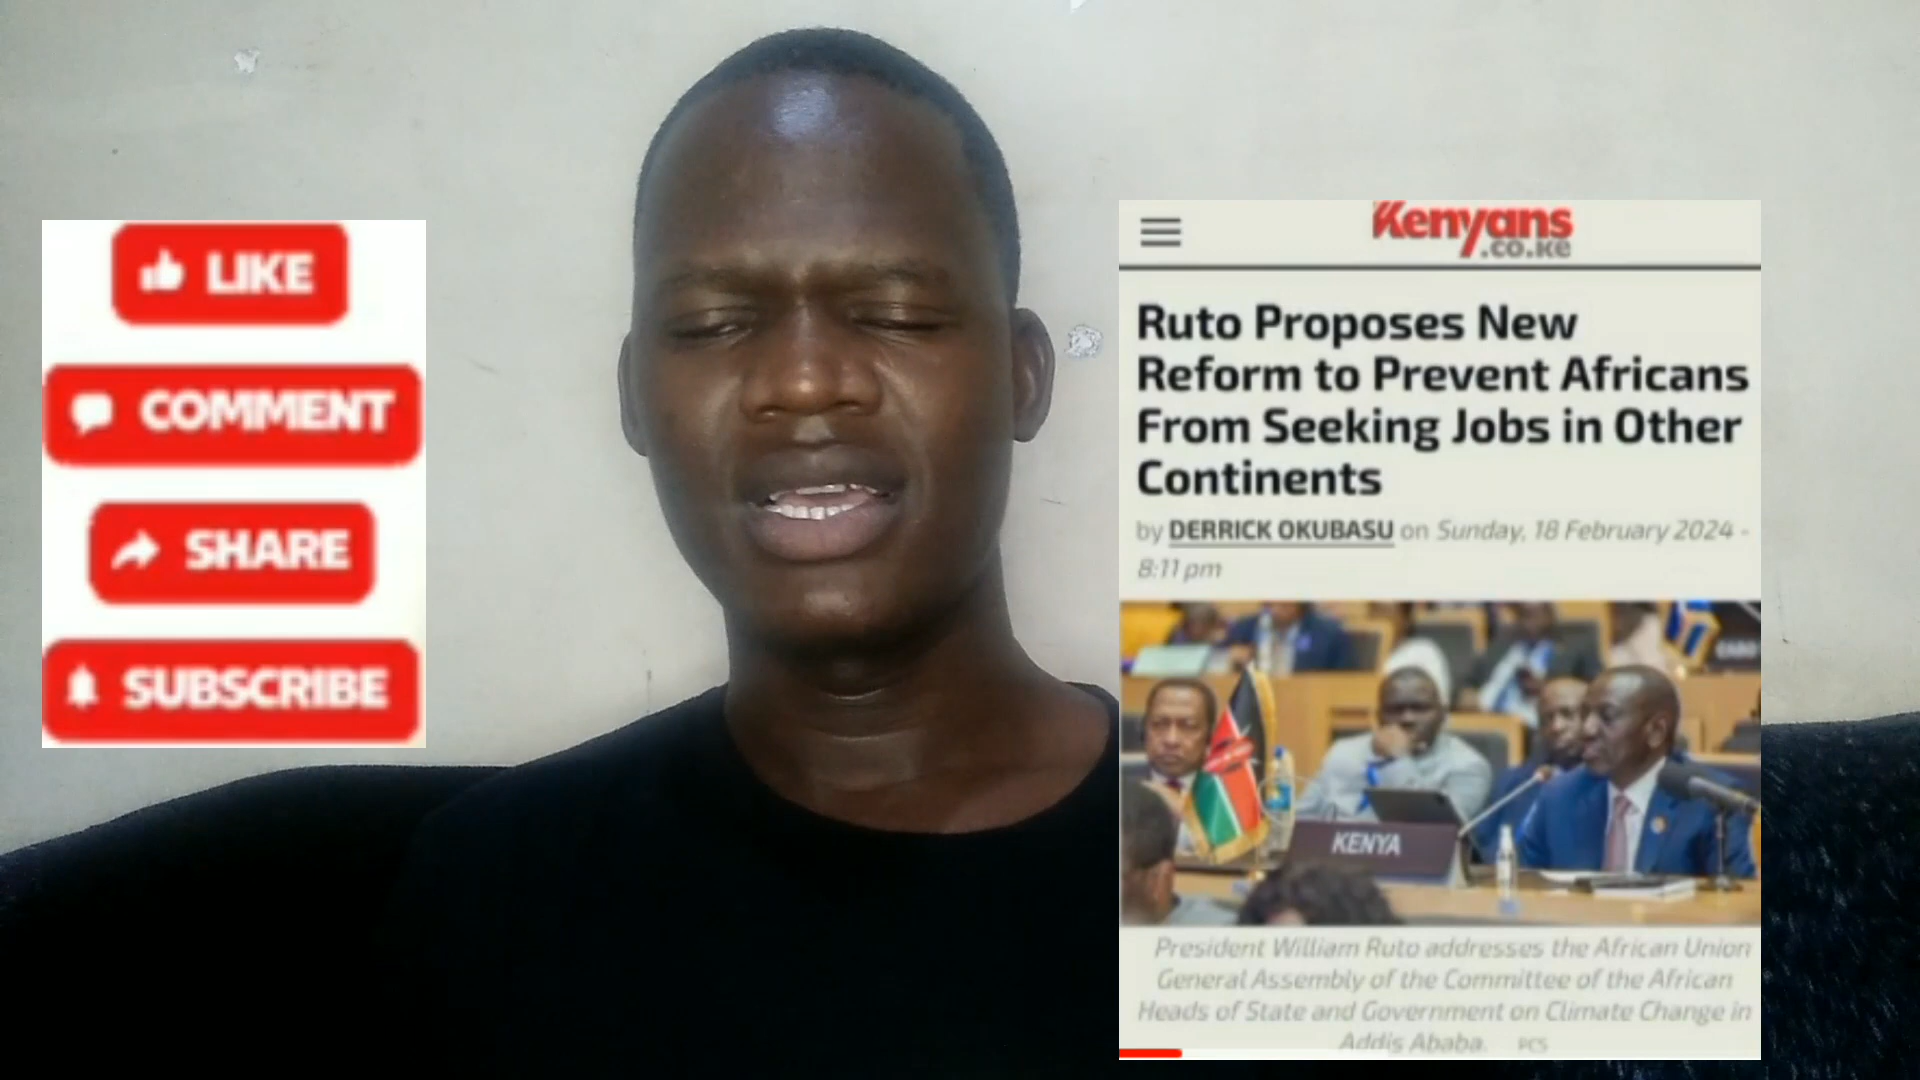 LIKE
COMMENT
SHARE
SUBSCRIBE
Kenyans
.co.ke
Ruto Proposes New
Reform to Prevent Africans
From Seeking Jobs in Other
Continents
by DERRICK OKUBASU on Sunday, 18 February 2024 -
8:11 pm
KENYA
President William Ruto addresses the African Union
General Assembly of the Committee of the African
Heads of State and Government on Climate Change in
Addis Ababa. PCS